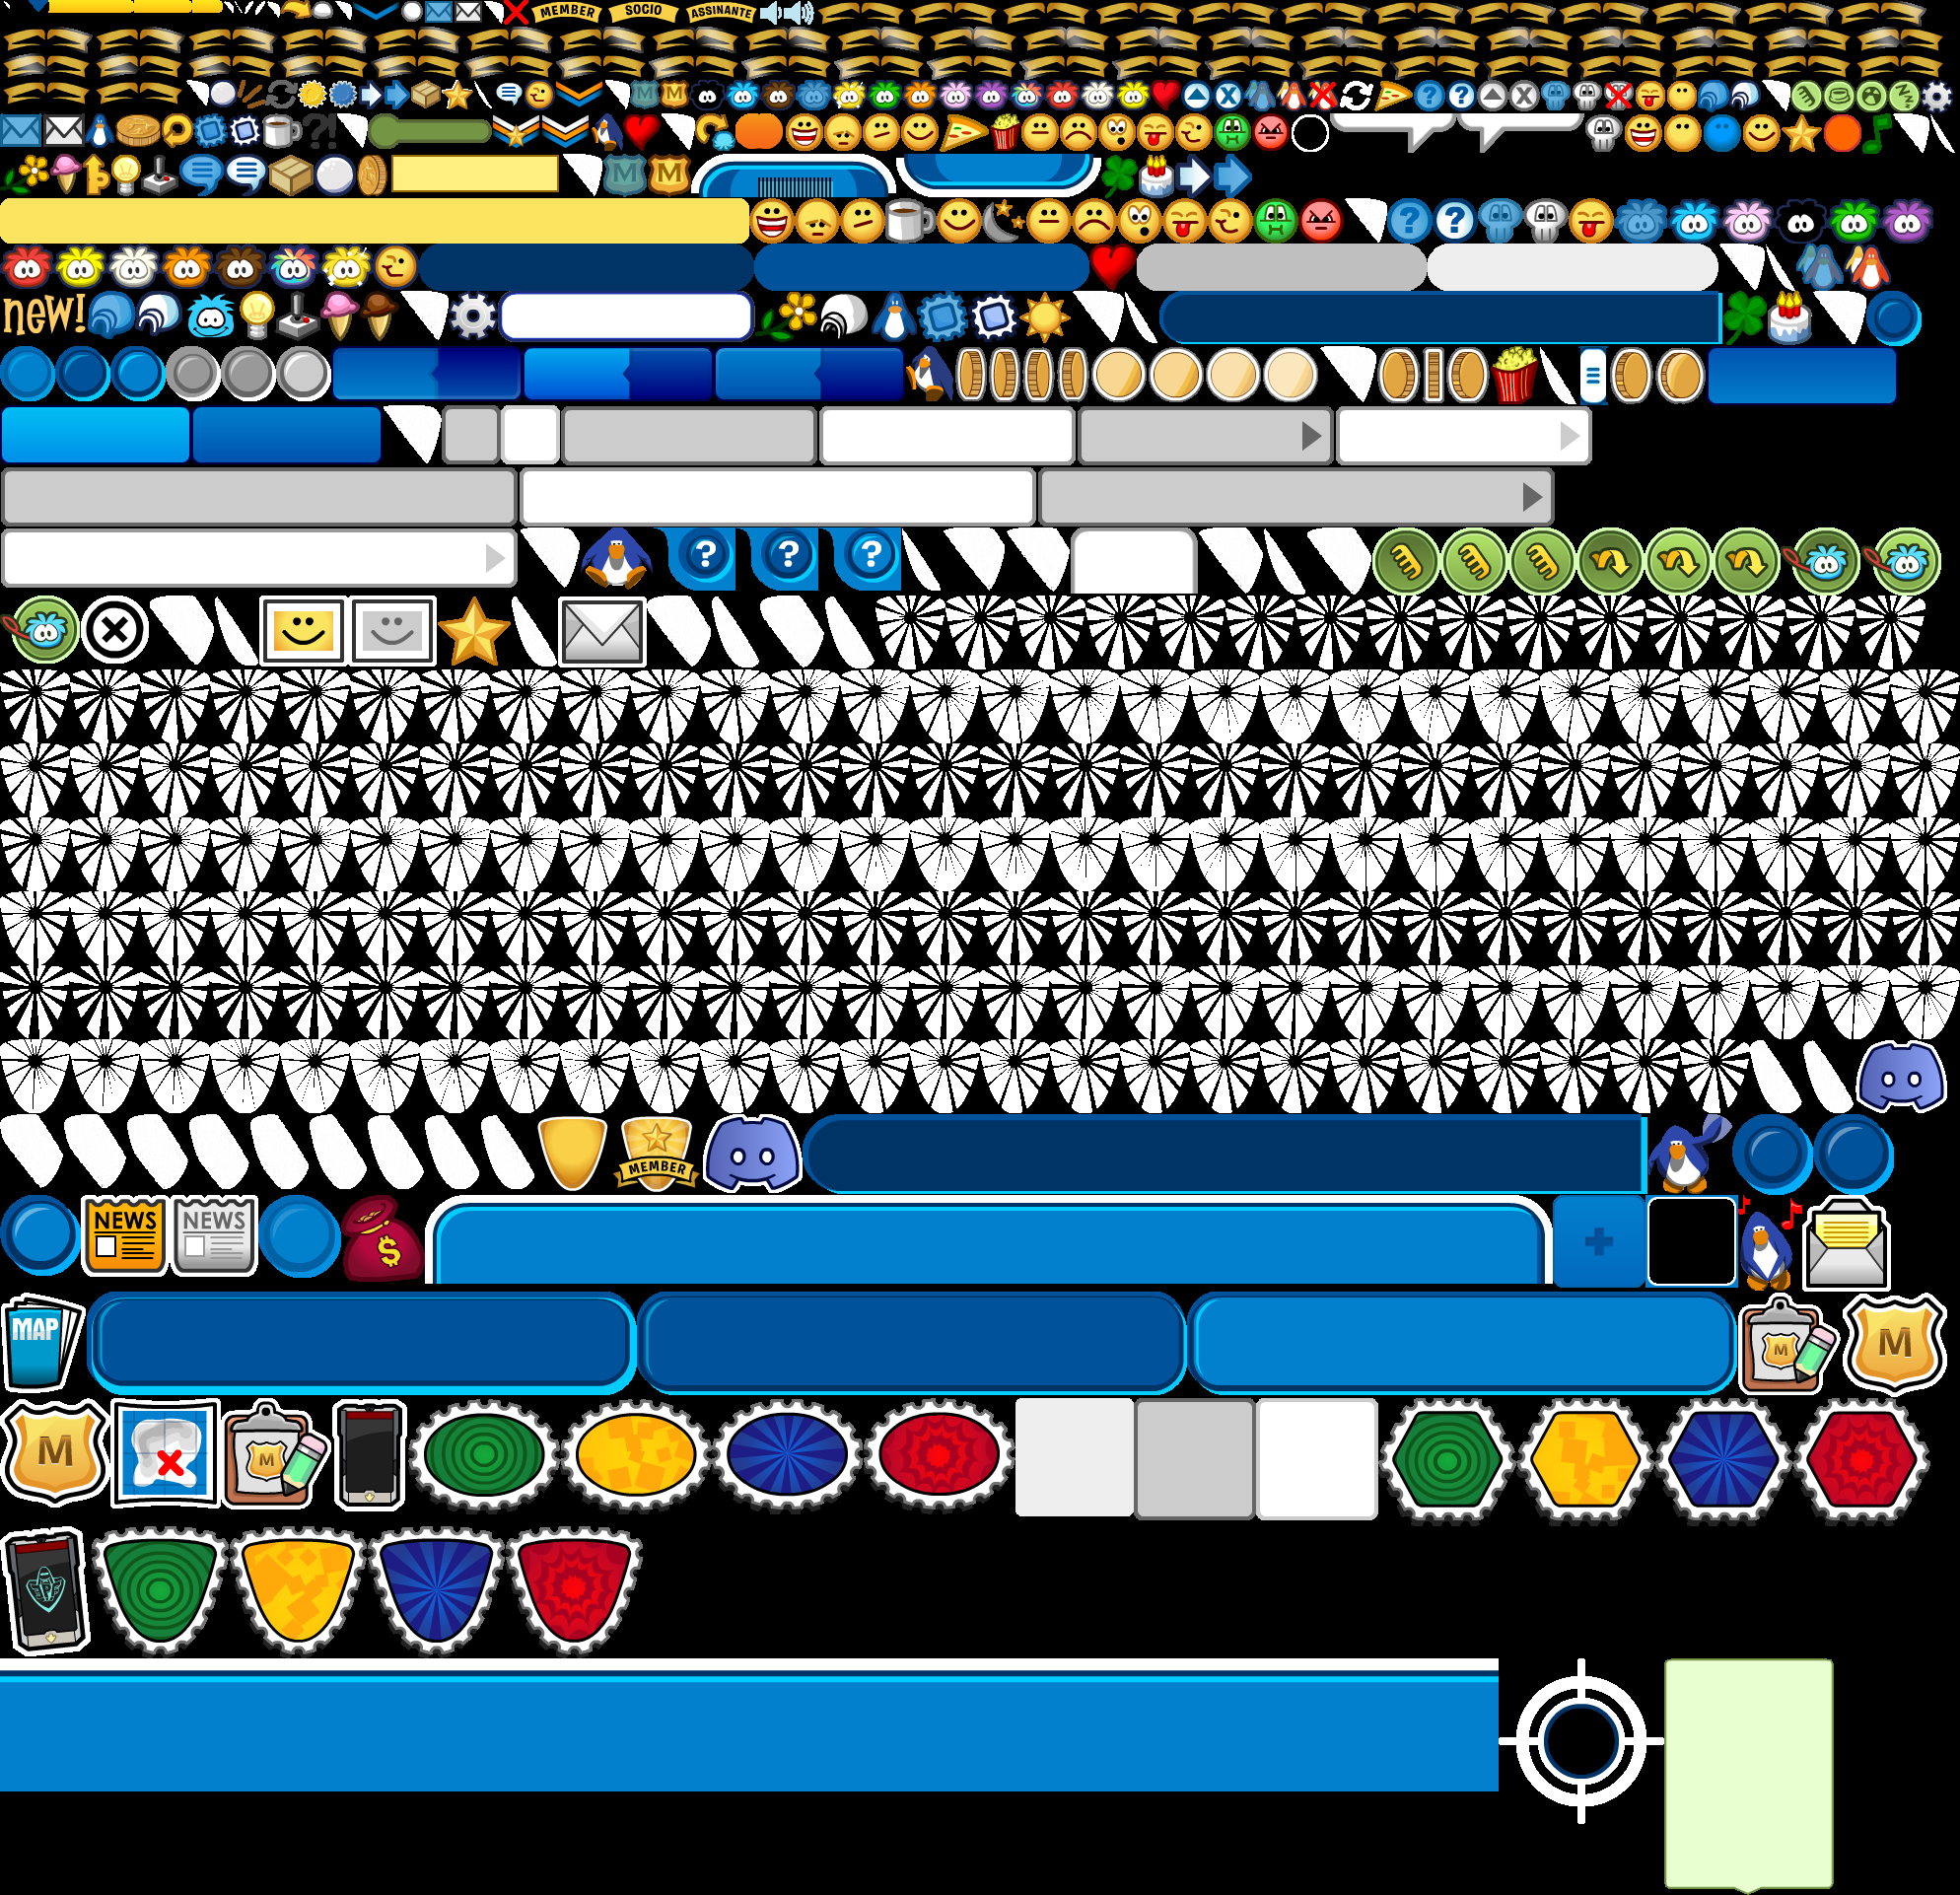 MEMBER SOCIO ASSINANTE
M M
? ?
?!
M M
? ?
new!
? ? ?
MEMBER
NEWS NEWS $
MAP M M
M M